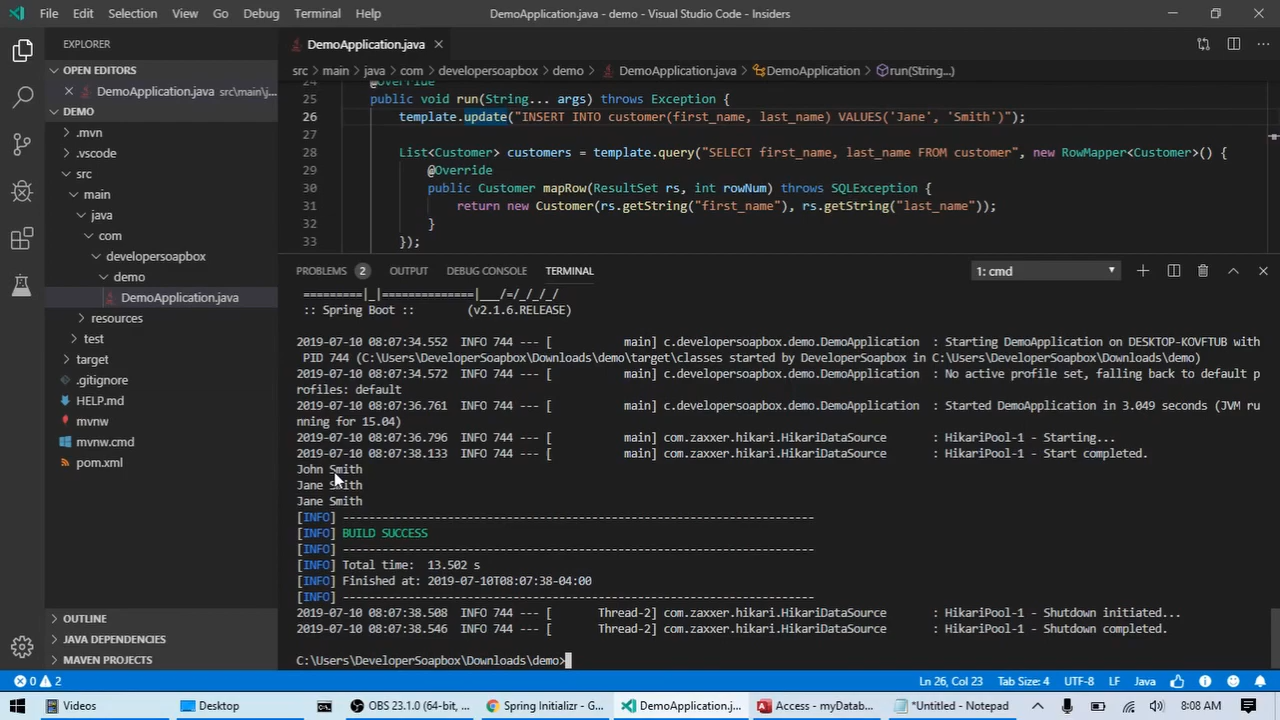 File Edit Selection View Go Debug Terminal Help
DemoApplication.java - demo - Visual Studio Code - Insiders
EXPLORER
OPEN EDITORS
DemoApplication.java src\main\j...
DEMO
.mvn
.vscode
src
main
java
com
developersoapbox
demo
DemoApplication.java
resources
test
target
.gitignore
HELP.md
mvnw
mvnw.cmd
pom.xml
OUTLINE
JAVA DEPENDENCIES
MAVEN PROJECTS
DemoApplication.java
src > main > java > com > developersoapbox > demo > DemoApplication.java > DemoApplication > run(String...)
24 @Override
25 public void run(String... args) throws Exception {
26 template.update("INSERT INTO customer(first_name, last_name) VALUES('Jane', 'Smith')");
27
28 List<Customer> customers = template.query("SELECT first_name, last_name FROM customer", new RowMapper<Customer>() {
29 @Override
30 public Customer mapRow(ResultSet rs, int rowNum) throws SQLException {
31 return new Customer(rs.getString("first_name"), rs.getString("last_name"));
32 }
33 });
PROBLEMS 2 OUTPUT DEBUG CONSOLE TERMINAL 1: cmd
=========|_|==============|___/=/_/_/_/
:: Spring Boot :: (v2.1.6.RELEASE)
2019-07-10 08:07:34.552 INFO 744 --- [ main] c.developersoapbox.demo.DemoApplication : Starting DemoApplication on DESKTOP-KOVFTUB with
PID 744 (C:\Users\DeveloperSoapbox\Downloads\demo\target\classes started by DeveloperSoapbox in C:\Users\DeveloperSoapbox\Downloads\demo)
2019-07-10 08:07:34.572 INFO 744 --- [ main] c.developersoapbox.demo.DemoApplication : No active profile set, falling back to default p
rofiles: default
2019-07-10 08:07:36.761 INFO 744 --- [ main] c.developersoapbox.demo.DemoApplication : Started DemoApplication in 3.049 seconds (JVM ru
nning for 15.04)
2019-07-10 08:07:36.796 INFO 744 --- [ main] com.zaxxer.hikari.HikariDataSource : HikariPool-1 - Starting...
2019-07-10 08:07:38.133 INFO 744 --- [ main] com.zaxxer.hikari.HikariDataSource : HikariPool-1 - Start completed.
John Smith
Jane Smith
Jane Smith
[INFO] ------------------------------------------------------------------------
[INFO] BUILD SUCCESS
[INFO] ------------------------------------------------------------------------
[INFO] Total time: 13.502 s
[INFO] Finished at: 2019-07-10T08:07:38-04:00
[INFO] ------------------------------------------------------------------------
2019-07-10 08:07:38.508 INFO 744 --- [ Thread-2] com.zaxxer.hikari.HikariDataSource : HikariPool-1 - Shutdown initiated...
2019-07-10 08:07:38.546 INFO 744 --- [ Thread-2] com.zaxxer.hikari.HikariDataSource : HikariPool-1 - Shutdown completed.
C:\Users\DeveloperSoapbox\Downloads\demo>
0 2 Ln 26, Col 23 Tab Size: 4 UTF-8 LF Java
Videos Desktop OBS 23.1.0 (64-bit, ... Spring Initializr - G... DemoApplication.j... Access - myDatab... *Untitled - Notepad 8:08 AM